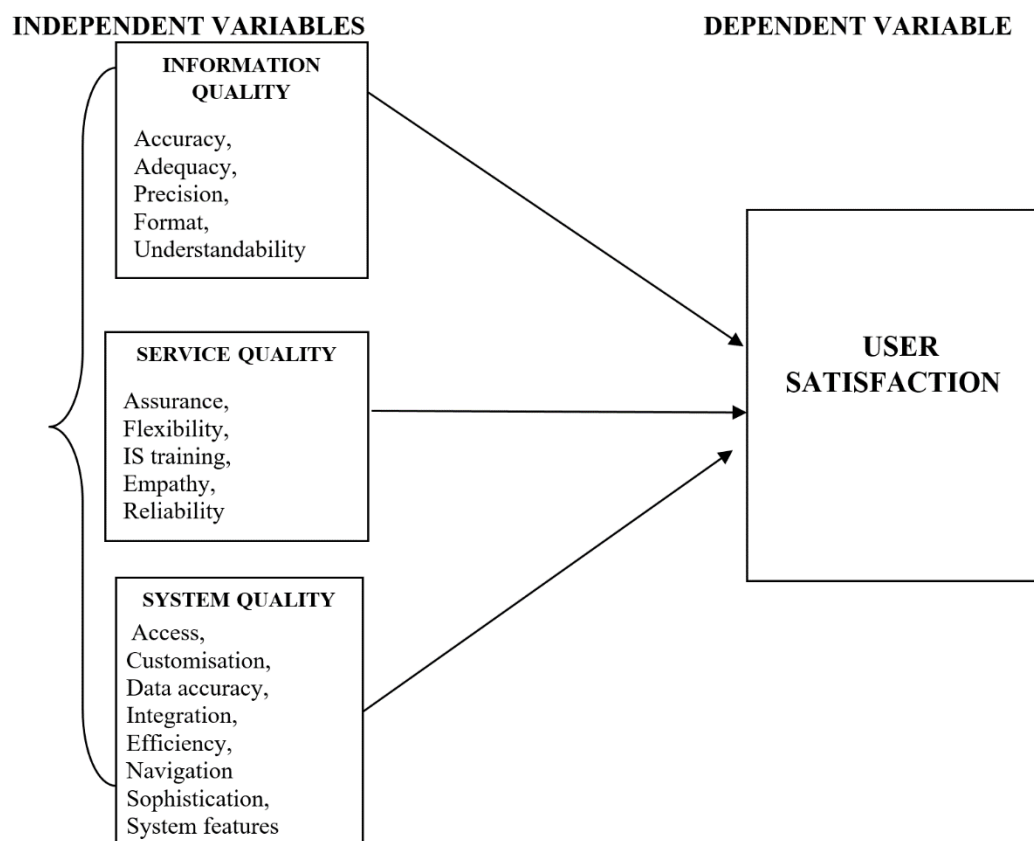 INDEPENDENT VARIABLES
DEPENDENT VARIABLE
INFORMATION
QUALITY
Accuracy,
Adequacy,
Precision,
Format,
Understandability
SERVICE QUALITY
Assurance,
Flexibility,
IS training,
Empathy,
Reliability
SYSTEM QUALITY
Access,
Customisation,
Data accuracy,
Integration,
Efficiency,
Navigation
Sophistication,
System features
USER
SATISFACTION